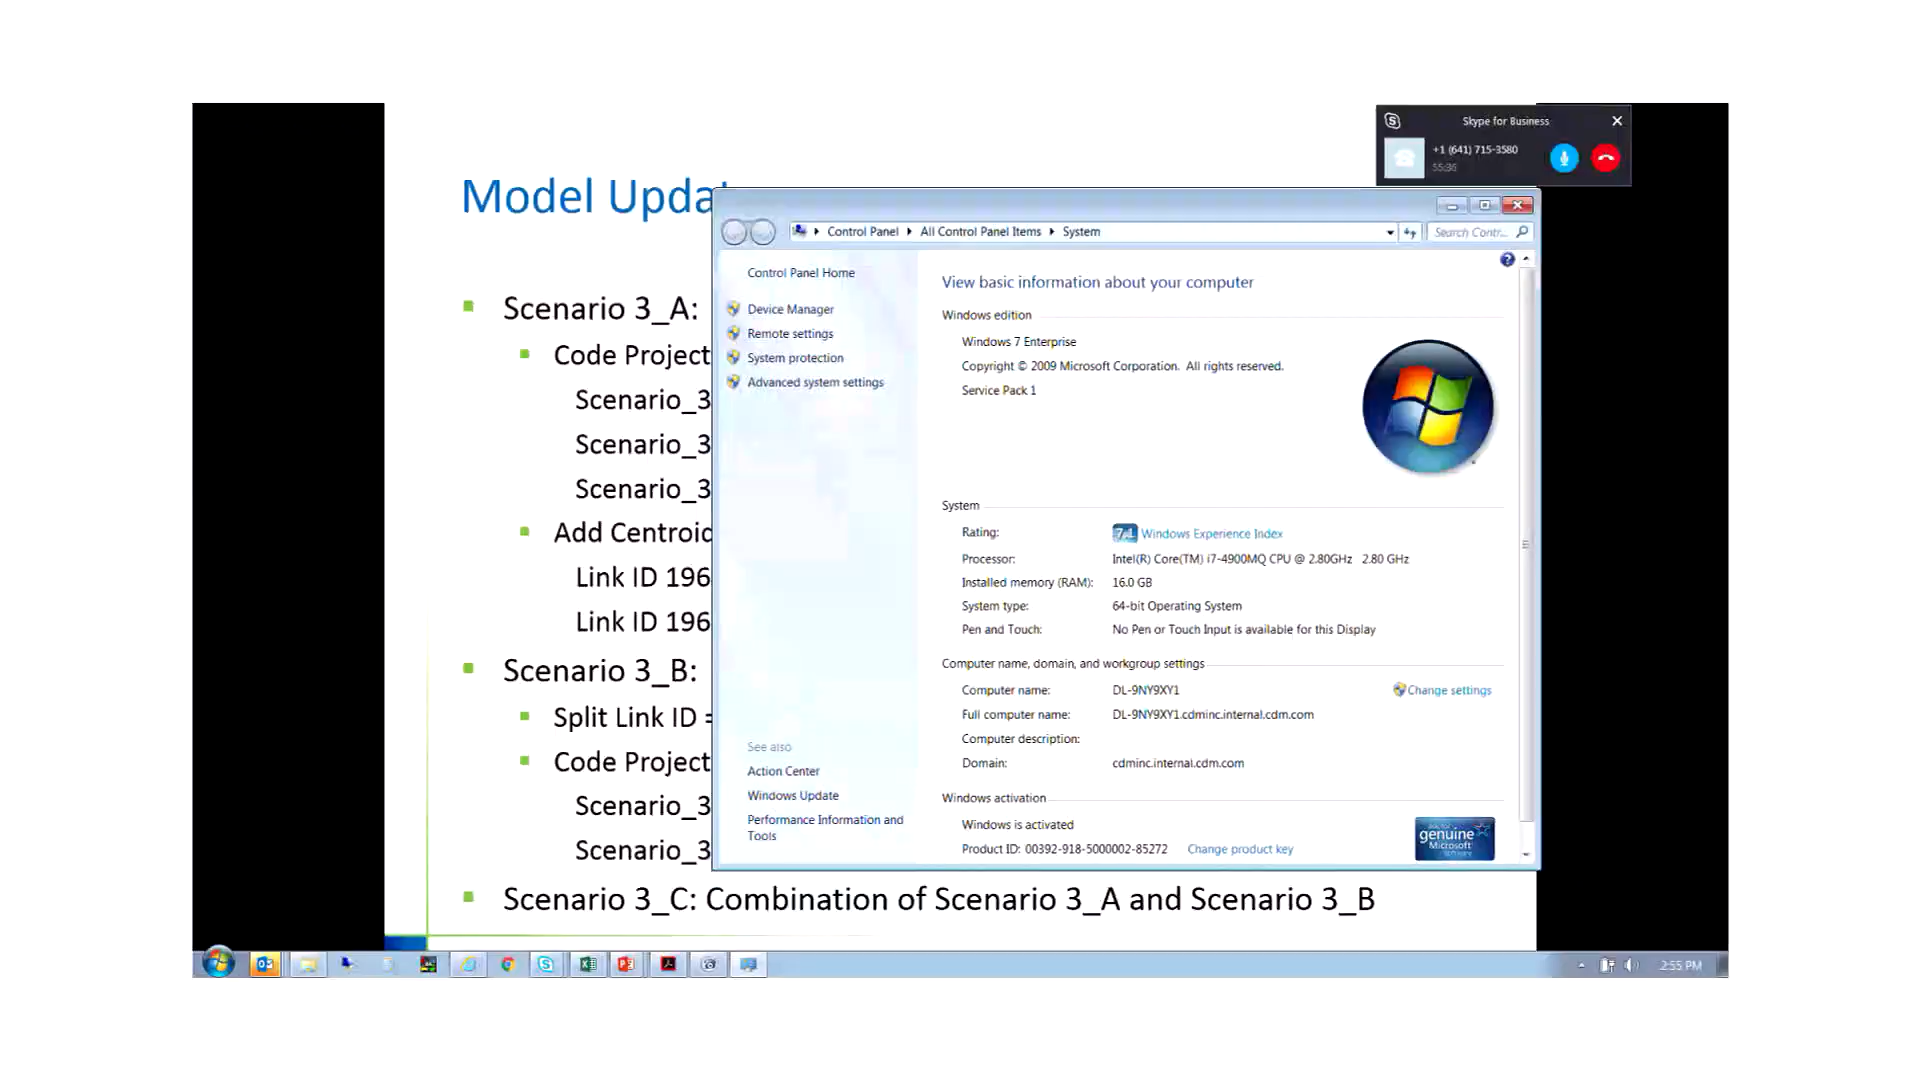 Skype for Business
+1 (641) 715-3580
55:36
Model Updat
Control Panel
All Control Panel Items
System
Search Contr...
Control Panel Home
Device Manager
Remote settings
System protection
Advanced system settings
See also
Action Center
Windows Update
Performance Information and
Tools
View basic information about your computer
Windows edition
Windows 7 Enterprise
Copyright © 2009 Microsoft Corporation. All rights reserved.
Service Pack 1
System
Rating: 7.1 Windows Experience Index
Processor: Intel(R) Core(TM) i7-4900MQ CPU @ 2.80GHz 2.80 GHz
Installed memory (RAM): 16.0 GB
System type: 64-bit Operating System
Pen and Touch: No Pen or Touch Input is available for this Display
Computer name, domain, and workgroup settings
Computer name: DL-9NY9XY1
Change settings
Full computer name: DL-9NY9XY1.cdminc.internal.cdm.com
Computer description:
Domain: cdminc.internal.cdm.com
Windows activation
Windows is activated
Product ID: 00392-918-5000002-85272 Change product key
genuine
Microsoft
Scenario 3_A:
Code Project
Scenario_3
Scenario_3
Scenario_3
Add Centroid
Link ID 196
Link ID 196
Scenario 3_B:
Split Link ID =
Code Project
Scenario_3
Scenario_3
Scenario 3_C: Combination of Scenario 3_A and Scenario 3_B
2:55 PM